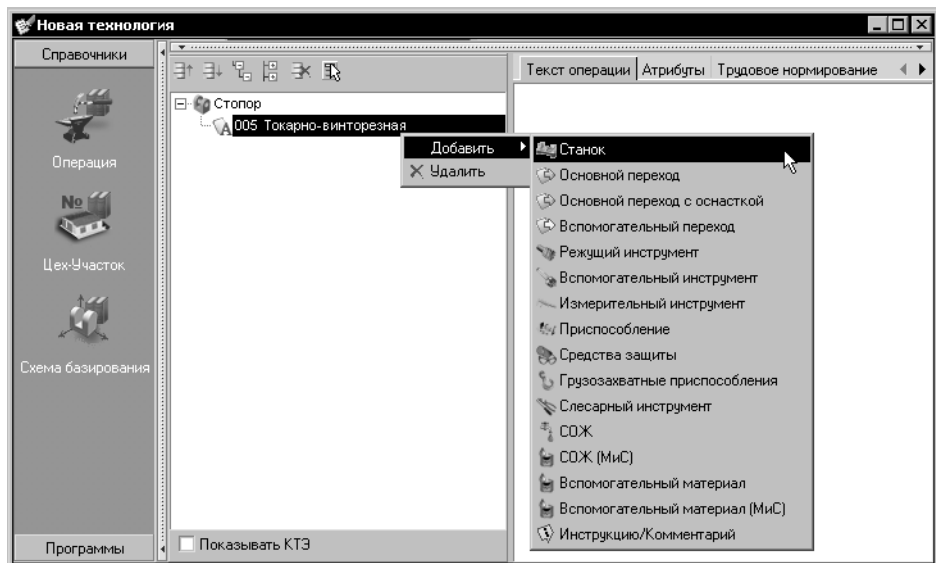 Новая технология
Справочники
Операция
№
Цех-Участок
Схема базирования
Программы
Стопор
005 Токарно-винторезная
Показывать КТЭ
Добавить
Удалить
Текст операции Атрибуты Трудовое нормирование
Станок
Основной переход
Основной переход с оснасткой
Вспомогательный переход
Режущий инструмент
Вспомогательный инструмент
Измерительный инструмент
Приспособление
Средства защиты
Грузозахватные приспособления
Слесарный инструмент
СОЖ
СОЖ (МиС)
Вспомогательный материал
Вспомогательный материал (МиС)
Инструкцию/Комментарий